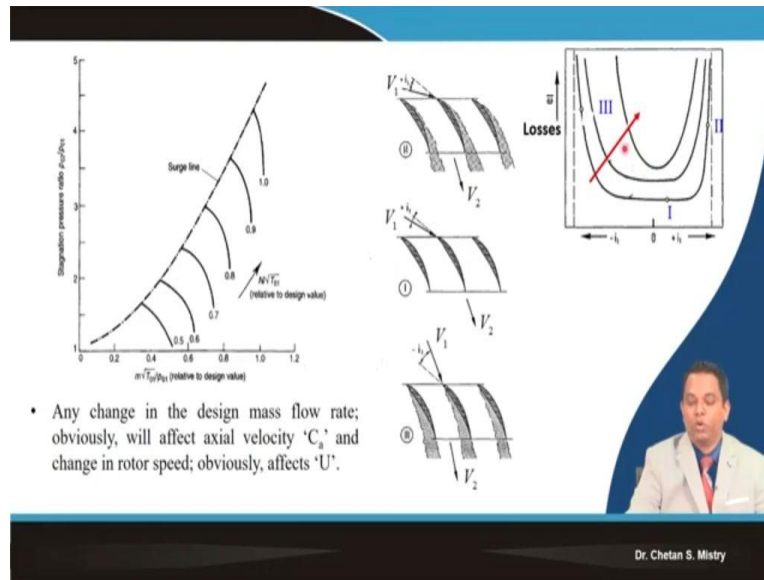 5
4
3
2
1
Stagnation pressure ratio p₀₂/p₀₁
Surge line
1.0
0.9
0.8
0.7
0.5 0.6
N/√T₀₁
(relative to design value)
0 0.2 0.4 0.6 0.8 1.0 1.2
m√T₀₁/p₀₁ (relative to design value)
V₁ +i₁
II
V₂
V₁ +i₁
I
V₂
-i₁ V₁
V₂
Losses
III
II
I
-i₁ 0 +i₁
• Any change in the design mass flow rate;
obviously, will affect axial velocity ‘Cₐ’ and
change in rotor speed; obviously, affects ‘U’.
Dr. Chetan S. Mistry